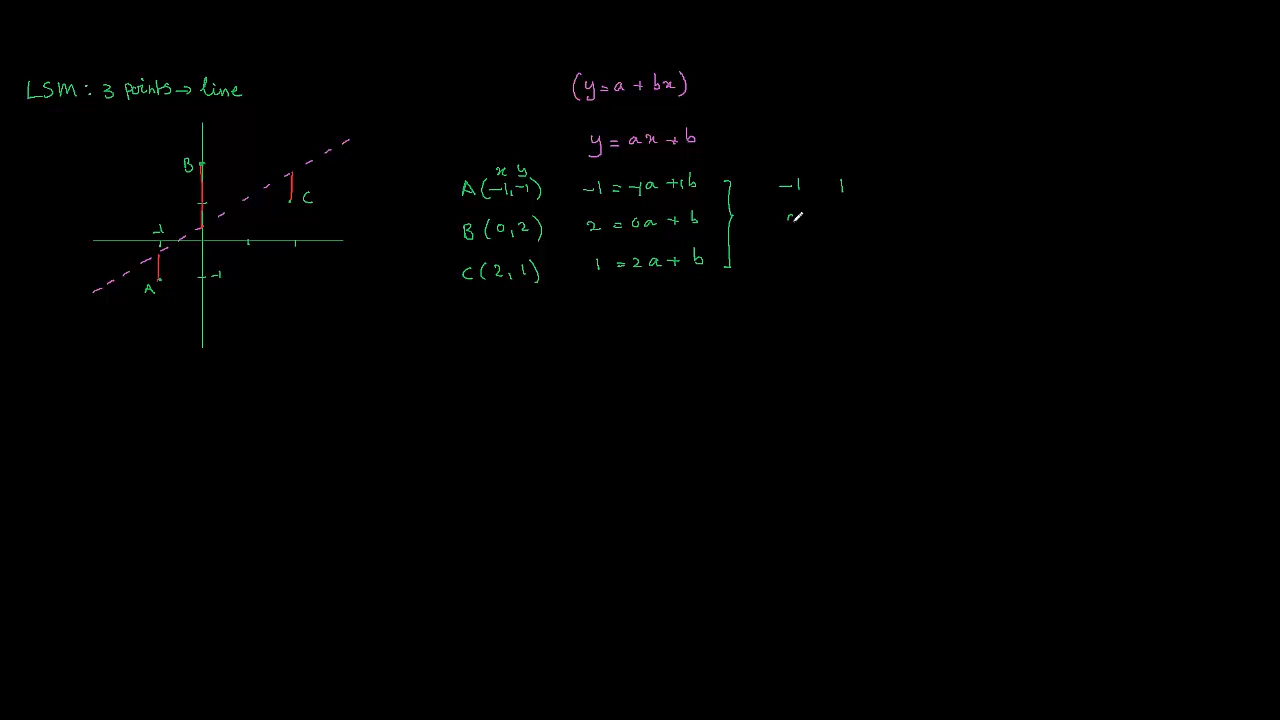 LSM: 3 points → line
(y = a + bx)
y = ax + b
x y
A(-1, -1) -1 = -1a + 1b -1 1
B(0, 2) 2 = 0a + b
C(2, 1) 1 = 2a + b
B
C
-1
-1
A